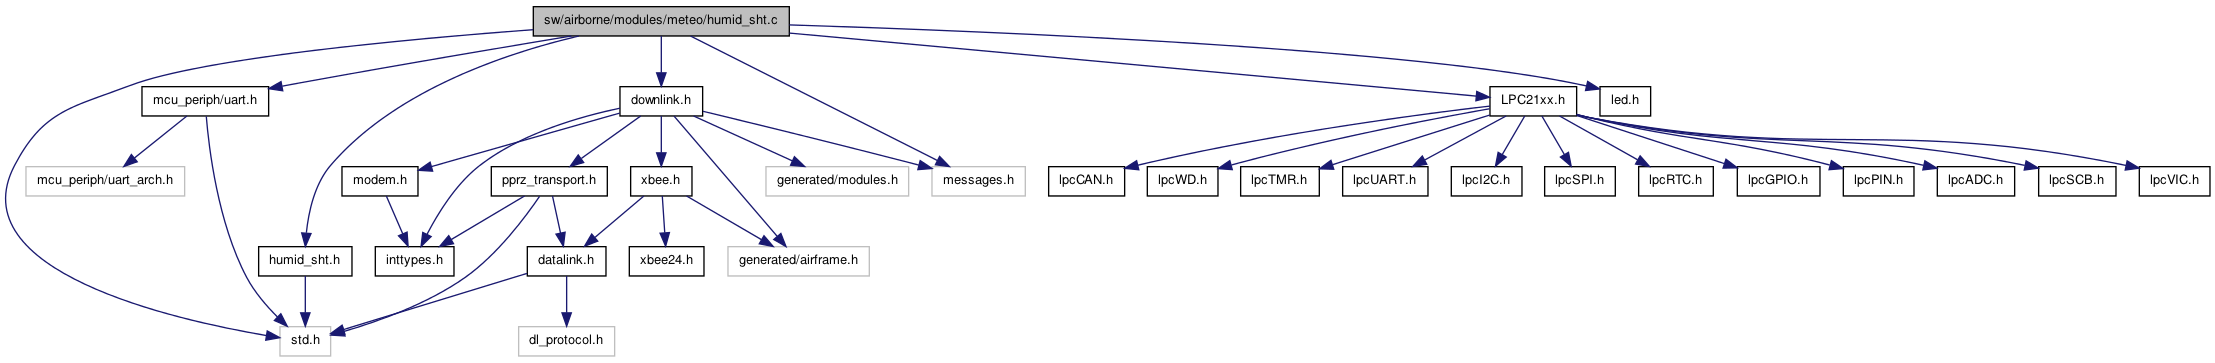 sw/airborne/modules/meteo/humid_sht.c
mcu_periph/uart.h
downlink.h
LPC21xx.h
led.h
mcu_periph/uart_arch.h
modem.h
pprz_transport.h
xbee.h
generated/modules.h
messages.h
lpcCAN.h
lpcWD.h
lpcTMR.h
lpcUART.h
lpcI2C.h
lpcSPI.h
lpcRTC.h
lpcGPIO.h
lpcPIN.h
lpcADC.h
lpcSCB.h
lpcVIC.h
humid_sht.h
inttypes.h
datalink.h
xbee24.h
generated/airframe.h
std.h
dl_protocol.h